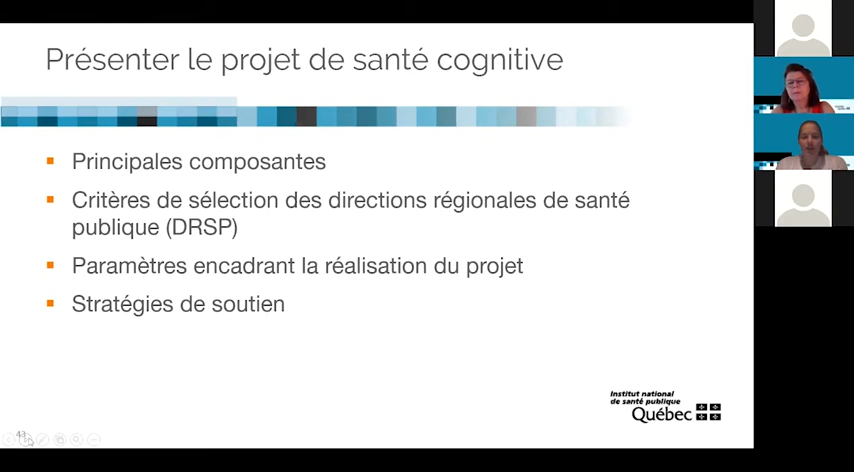 Présenter le projet de santé cognitive
Principales composantes
Critères de sélection des directions régionales de santé
publique (DRSP)
Paramètres encadrant la réalisation du projet
Stratégies de soutien
Institut national
de santé publique
Québec
43